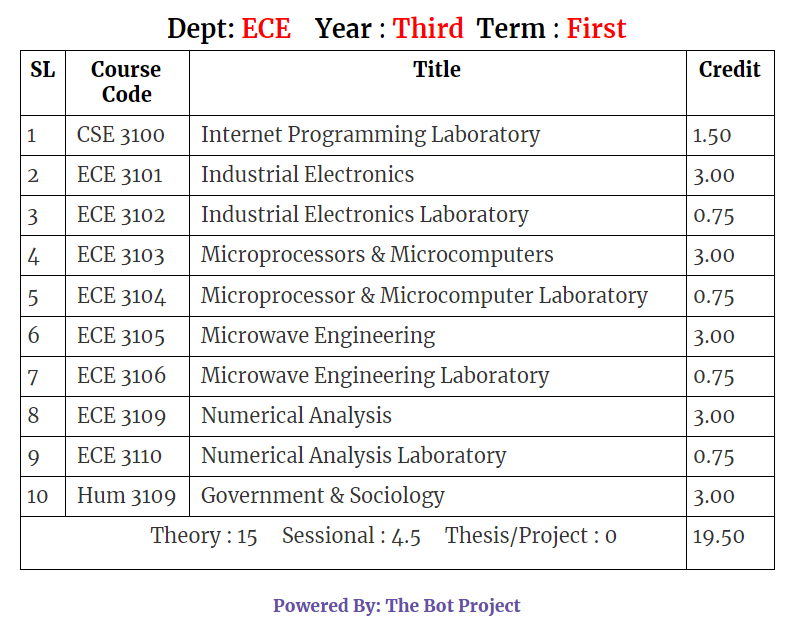 Dept: ECE Year : Third Term : First
SL Course Code Title Credit
1 CSE 3100 Internet Programming Laboratory 1.50
2 ECE 3101 Industrial Electronics 3.00
3 ECE 3102 Industrial Electronics Laboratory 0.75
4 ECE 3103 Microprocessors & Microcomputers 3.00
5 ECE 3104 Microprocessor & Microcomputer Laboratory 0.75
6 ECE 3105 Microwave Engineering 3.00
7 ECE 3106 Microwave Engineering Laboratory 0.75
8 ECE 3109 Numerical Analysis 3.00
9 ECE 3110 Numerical Analysis Laboratory 0.75
10 Hum 3109 Government & Sociology 3.00
Theory : 15 Sessional : 4.5 Thesis/Project : 0 19.50
Powered By: The Bot Project